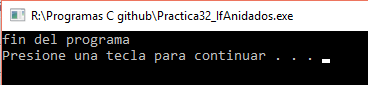 R:\Programas C github\Practica32_IfAnidados.exe
fin del programa
Presione una tecla para continuar . . .